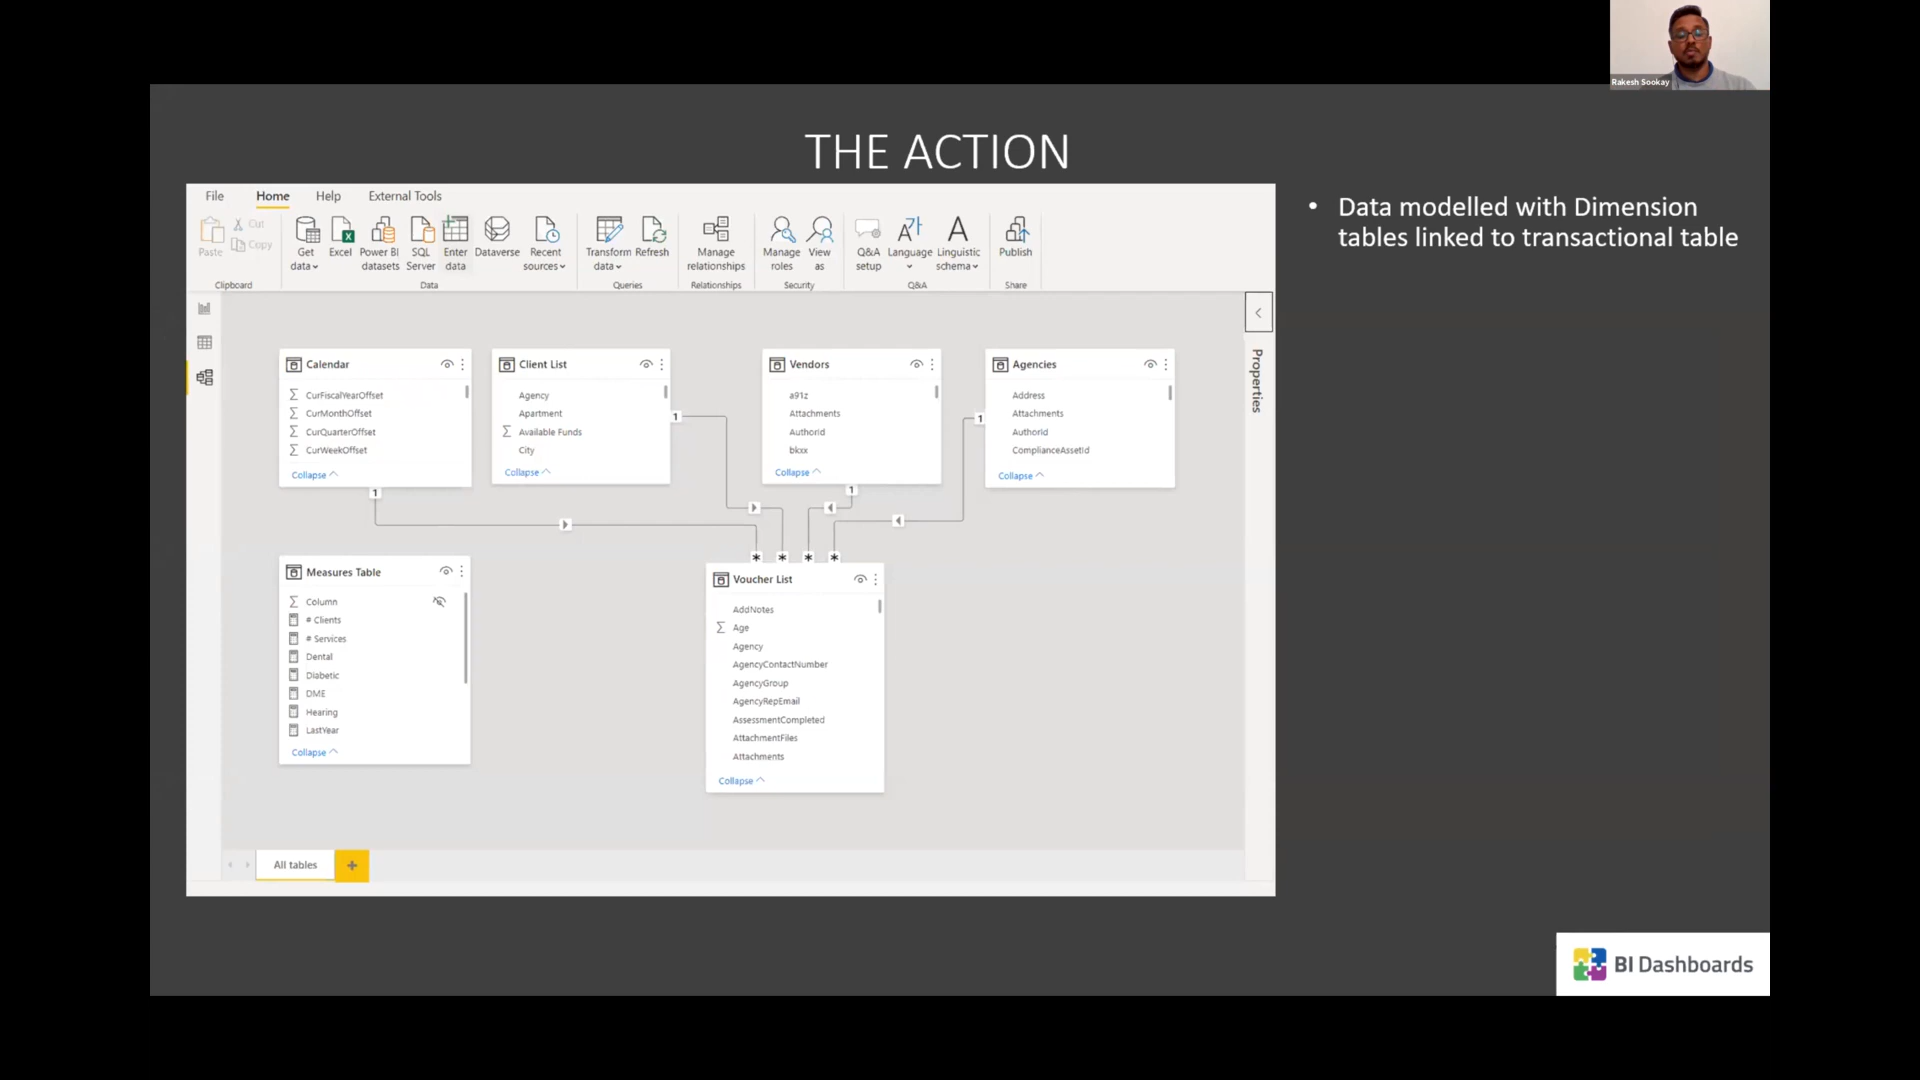 Rakesh Sookay
THE ACTION
File Home Help External Tools
Paste
Cut
Copy
Clipboard
Get data
Excel
Power BI datasets
SQL Server
Enter data
Dataverse
Recent sources
Data
Transform data
Refresh
Queries
Manage relationships
Relationships
Manage roles
View as
Security
Q&A setup
Language
Linguistic schema
Q&A
Publish
Share
• Data modelled with Dimension
tables linked to transactional table
Properties
Calendar
CurFiscalYearOffset
CurMonthOffset
CurQuarterOffset
CurWeekOffset
Collapse
1
Client List
Agency
Apartment
Available Funds
City
Collapse
1
Vendors
a91z
Attachments
AuthorId
bkxx
Collapse
1
Agencies
Address
Attachments
AuthorId
ComplianceAssetId
Collapse
1
* * * *
Measures Table
Column
# Clients
# Services
Dental
Diabetic
DME
Hearing
LastYear
Collapse
Voucher List
AddNotes
Age
Agency
AgencyContactNumber
AgencyGroup
AgencyRepEmail
AssessmentCompleted
AttachmentFiles
Attachments
Collapse
All tables +
BI Dashboards